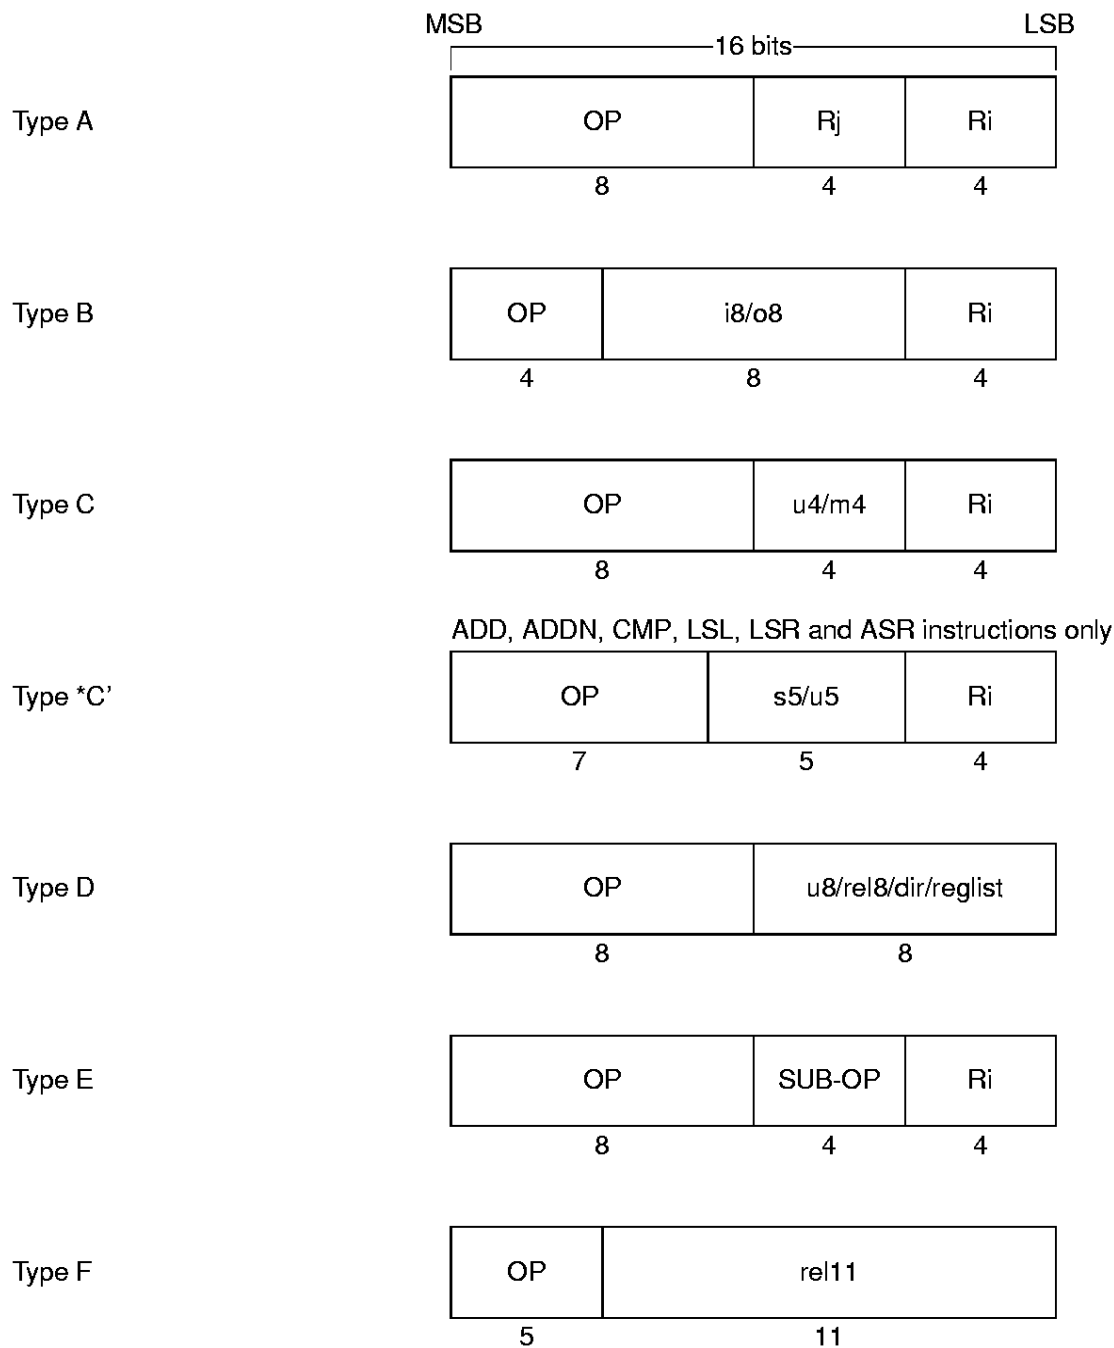 MSB LSB
16 bits
Type A OP Rj Ri
8 4 4
Type B OP i8/o8 Ri
4 8 4
Type C OP u4/m4 Ri
8 4 4
ADD, ADDN, CMP, LSL, LSR and ASR instructions only
Type *C’ OP s5/u5 Ri
7 5 4
Type D OP u8/rel8/dir/reglist
8 8
Type E OP SUB-OP Ri
8 4 4
Type F OP rel11
5 11